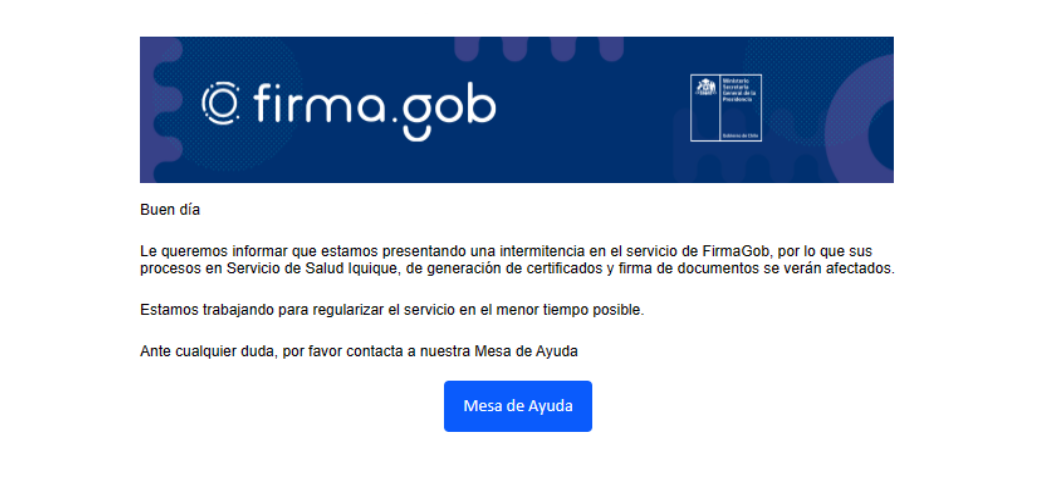 firma.gob
Ministerio
Secretaría
General de la
Presidencia
Gobierno de Chile
Buen día
Le queremos informar que estamos presentando una intermitencia en el servicio de FirmaGob, por lo que sus
procesos en Servicio de Salud Iquique, de generación de certificados y firma de documentos se verán afectados.
Estamos trabajando para regularizar el servicio en el menor tiempo posible.
Ante cualquier duda, por favor contacta a nuestra Mesa de Ayuda
Mesa de Ayuda